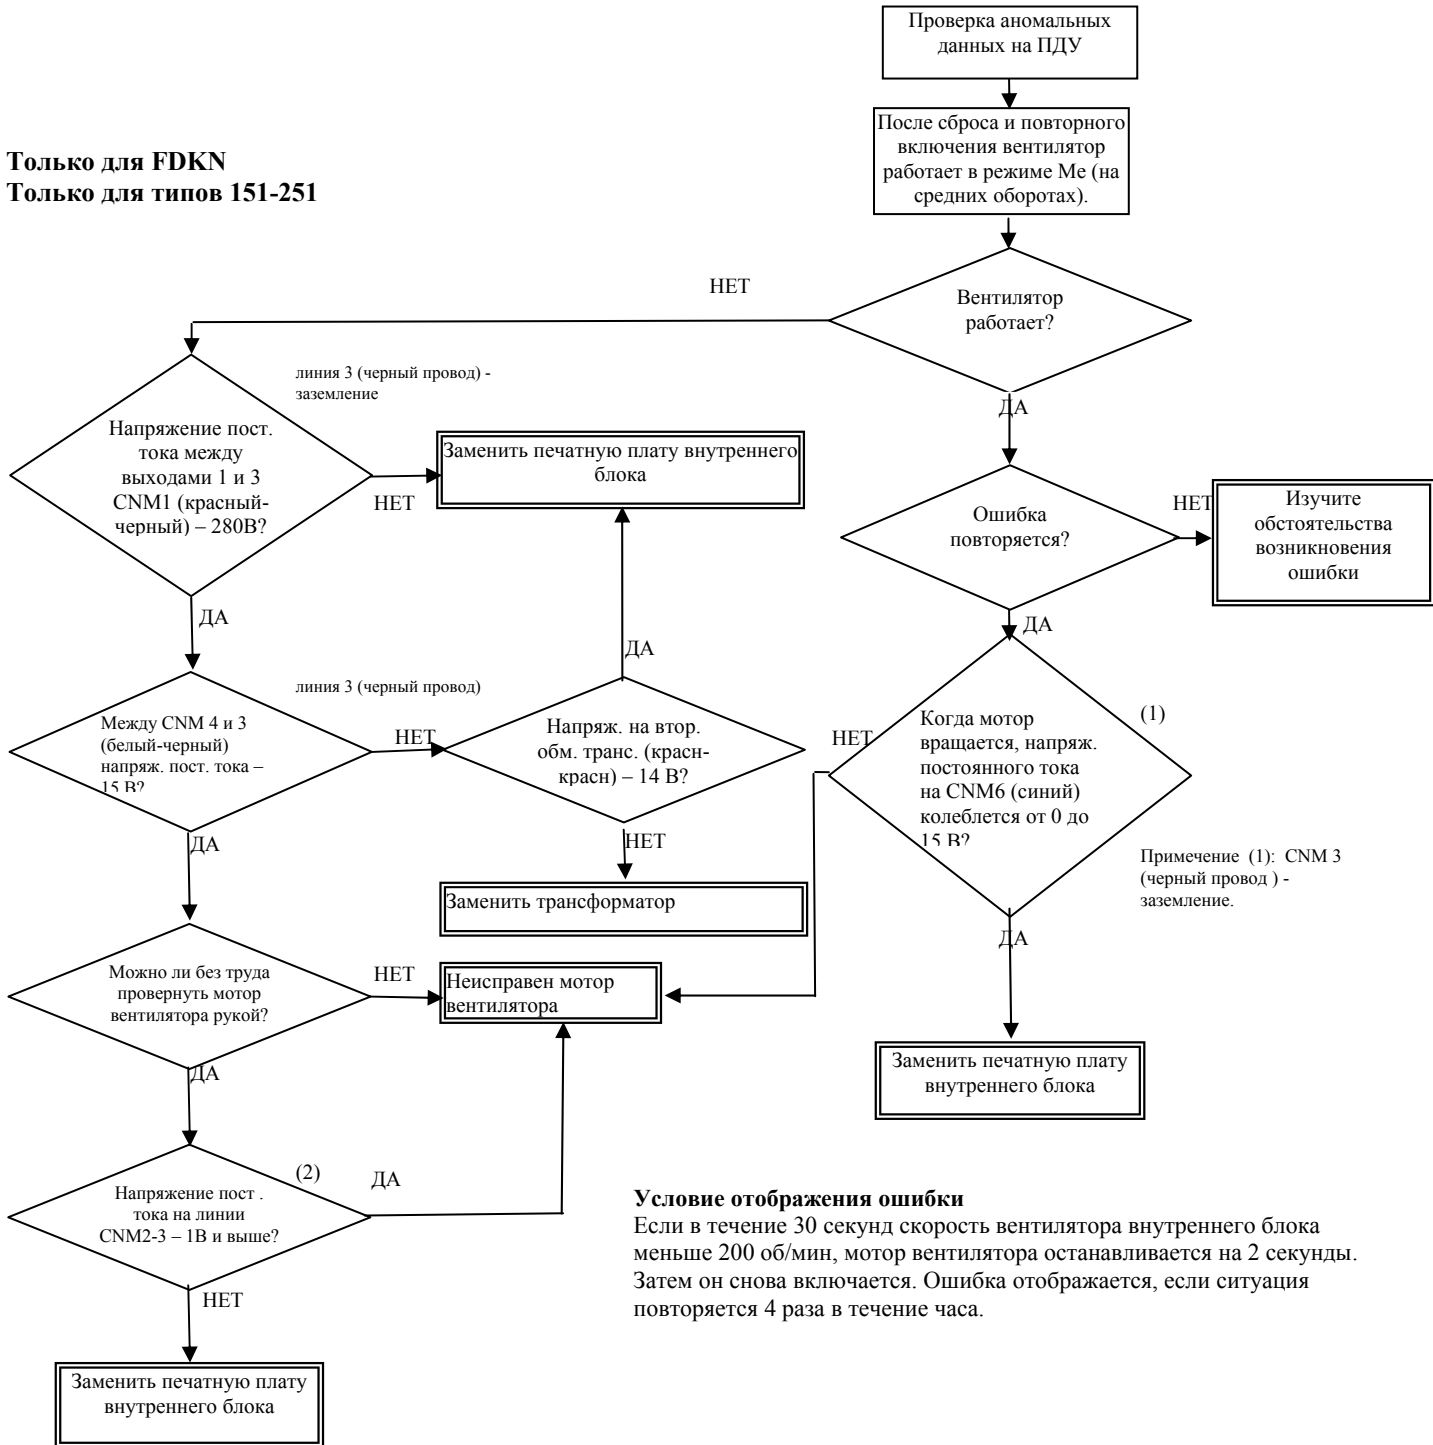 Проверка аномальных
данных на ПДУ
После сброса и повторного
включения вентилятор
работает в режиме Me (на
средних оборотах).
Только для FDKN
Только для типов 151-251
НЕТ
Вентилятор
работает?
ДА
линия 3 (черный провод) -
заземление
Напряжение пост.
тока между
выходами 1 и 3
CNM1 (красный-
черный) – 280В?
НЕТ
Заменить печатную плату внутреннего
блока
Ошибка
повторяется?
НЕТ
Изучите
обстоятельства
возникновения
ошибки
ДА
ДА
ДА
линия 3 (черный провод)
Между CNM 4 и 3
(белый-черный)
напряж. пост. тока –
15 В?
НЕТ
Напряж. на втор.
обм. транс. (красн-
красн) – 14 В?
НЕТ
Когда мотор
вращается, напряж.
постоянного тока
на CNM6 (синий)
колеблется от 0 до
15 В?
(1)
ДА
НЕТ
Примечание (1): CNM 3
(черный провод ) -
заземление.
Заменить трансформатор
ДА
Можно ли без труда
провернуть мотор
вентилятора рукой?
НЕТ
Неисправен мотор
вентилятора
Заменить печатную плату
внутреннего блока
ДА
Напряжение пост .
тока на линии
CNM2-3 – 1В и выше?
(2)
ДА
НЕТ
Условие отображения ошибки
Если в течение 30 секунд скорость вентилятора внутреннего блока
меньше 200 об/мин, мотор вентилятора останавливается на 2 секунды.
Затем он снова включается. Ошибка отображается, если ситуация
повторяется 4 раза в течение часа.
Заменить печатную плату
внутреннего блока